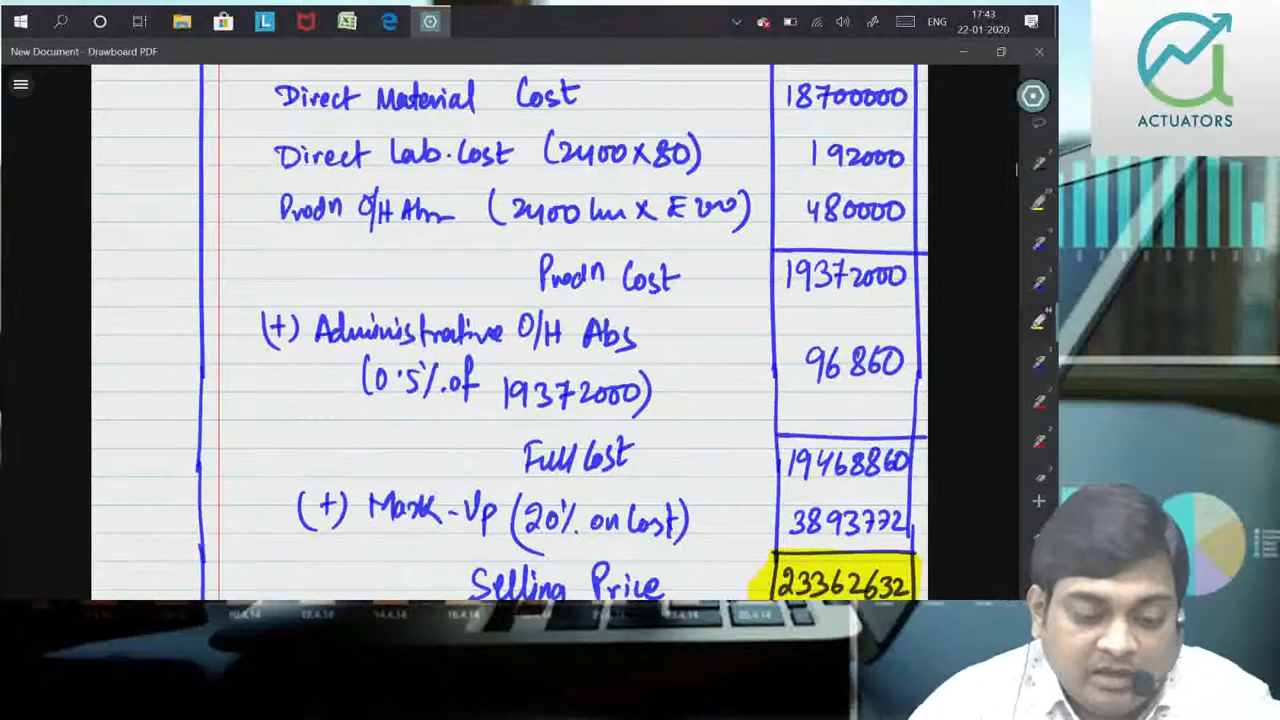 ENG
17:43
22-01-2020
New Document - Drawboard PDF
ACTUATORS
Direct Material Cost 18700000
Direct Lab. Cost (2400 X 80) 192000
Prodn O/H Abs (2400 hrs X £200) 480000
Prodn Cost 19372000
(+) Administrative O/H Abs
(0.5% of 19372000) 96860
Full Cost 19468860
(+) Mark-Up (20% on Cost) 3893772
Selling Price 23362632